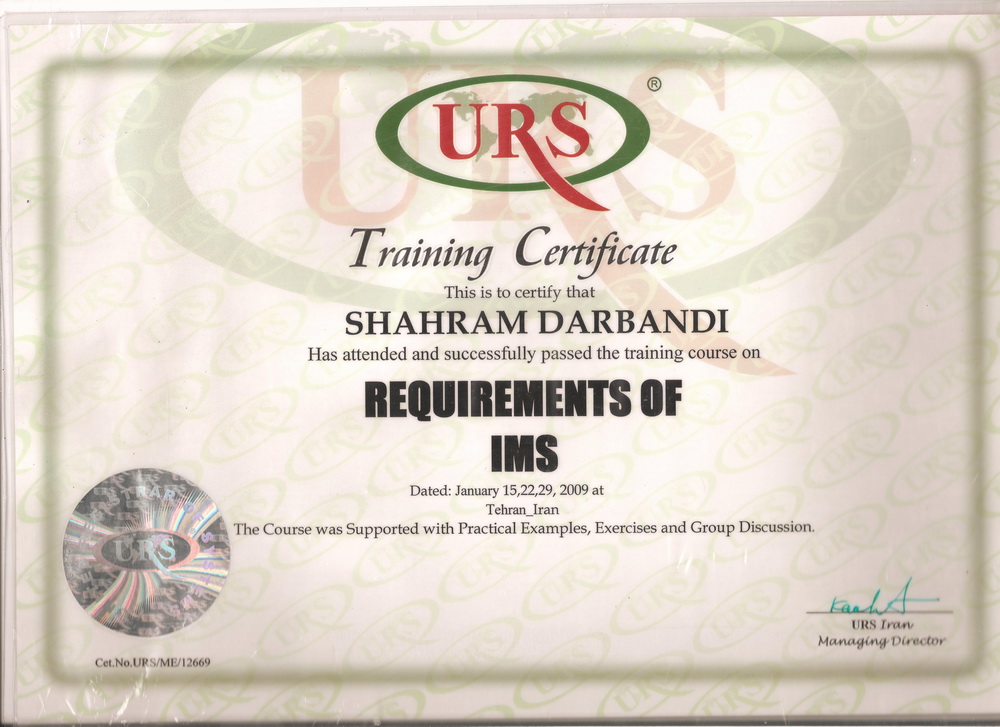 URS®
Training Certificate
This is to certify that
SHAHRAM DARBANDI
Has attended and successfully passed the training course on
REQUIREMENTS OF
IMS
Dated: January 15,22,29, 2009 at
Tehran_Iran
The Course was Supported with Practical Examples, Exercises and Group Discussion.
URS
URS Iran
Managing Director
Cet.No.URS/ME/12669